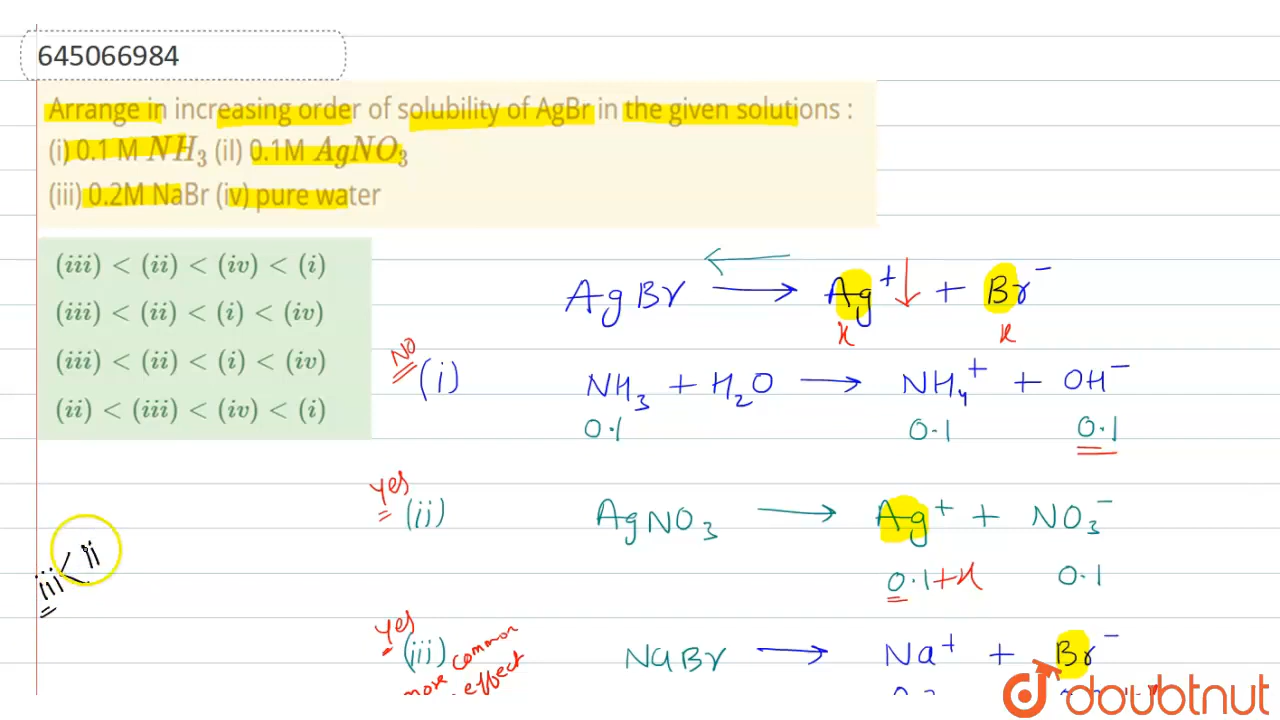 645066984
Arrange in increasing order of solubility of AgBr in the given solutions :
(i) 0.1 M NH₃ (iI) 0.1M AgNO₃
(iii) 0.2M NaBr (iv) pure water
(iii) < (ii) < (iv) < (i)
(iii) < (ii) < (i) < (iv)
(iii) < (ii) < (i) < (iv)
(ii) < (iii) < (iv) < (i)
AgBr ⟶ Ag⁺ ↓ + Br⁻
x x
NO (i) NH₃ + H₂O ⟶ NH₄⁺ + OH⁻
0.1 0.1 0.1
Yes (ii) AgNO₃ ⟶ Ag⁺ + NO₃⁻
0.1+x 0.1
iii < ii
Yes (iii) NaBr ⟶ Na⁺ + Br⁻
more common effect
doubtnut